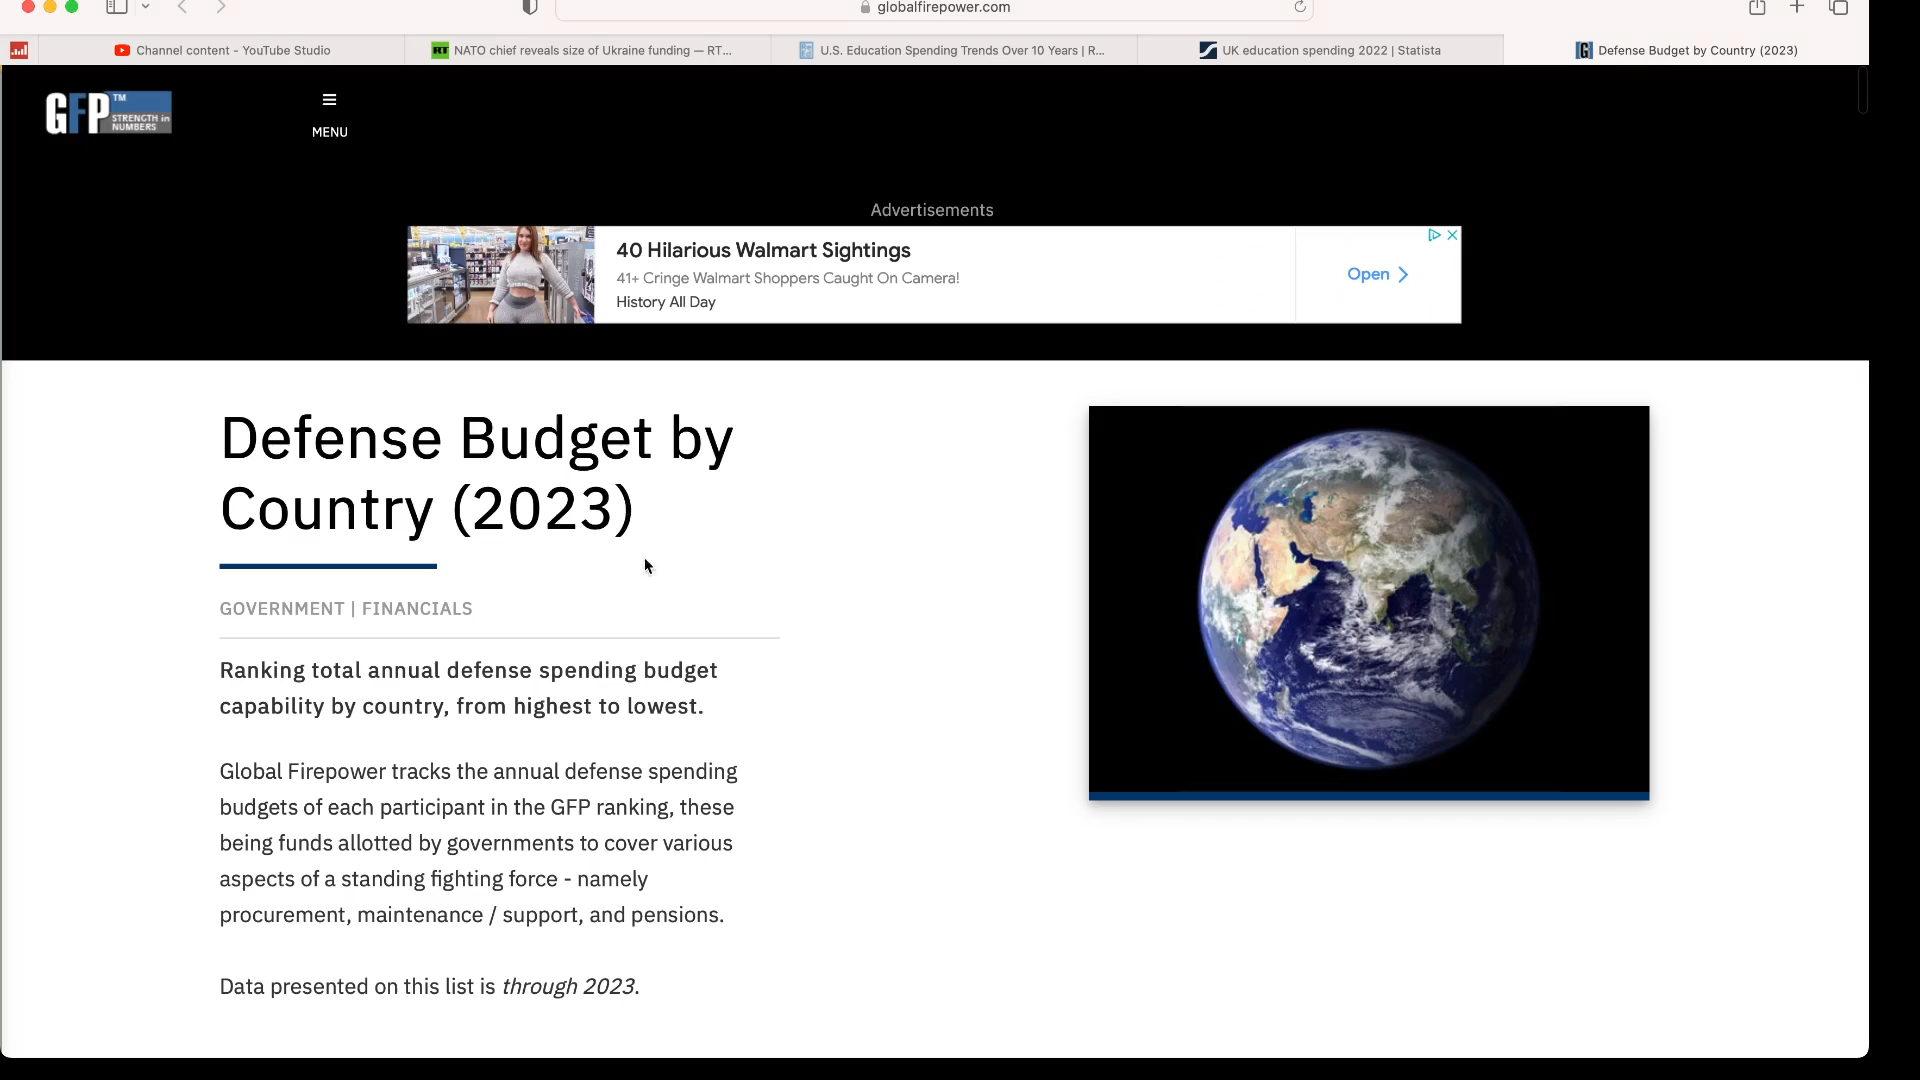 globalfirepower.com
Channel content - YouTube Studio
RT NATO chief reveals size of Ukraine funding — RT...
U.S. Education Spending Trends Over 10 Years | R...
UK education spending 2022 | Statista
Defense Budget by Country (2023)
GFP™ STRENGTH in
NUMBERS
MENU
Advertisements
40 Hilarious Walmart Sightings
41+ Cringe Walmart Shoppers Caught On Camera!
History All Day
Open
Defense Budget by
Country (2023)
GOVERNMENT | FINANCIALS
Ranking total annual defense spending budget
capability by country, from highest to lowest.
Global Firepower tracks the annual defense spending
budgets of each participant in the GFP ranking, these
being funds allotted by governments to cover various
aspects of a standing fighting force - namely
procurement, maintenance / support, and pensions.
Data presented on this list is through 2023.